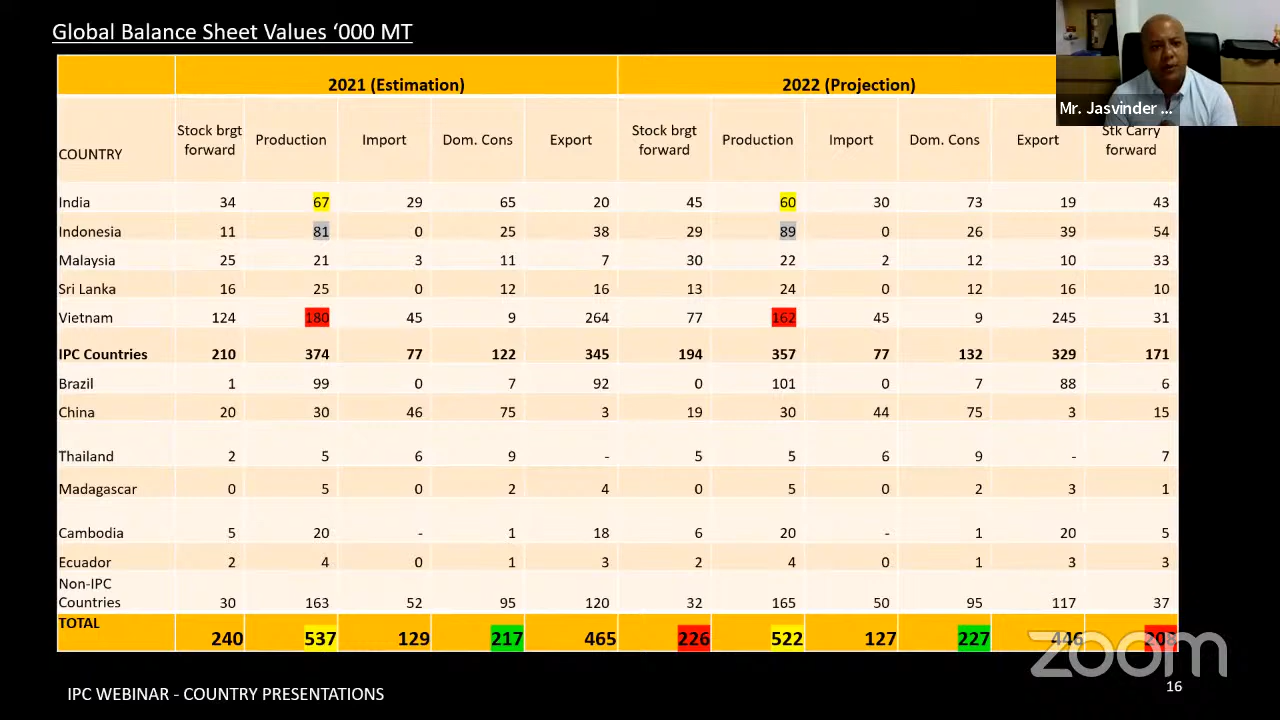 Global Balance Sheet Values ‘000 MT
2021 (Estimation) 2022 (Projection)
Mr. Jasvinder ...
COUNTRY Stock brgt forward Production Import Dom. Cons Export Stock brgt forward Production Import Dom. Cons Export Stk Carry forward
India 34 67 29 65 20 45 60 30 73 19 43
Indonesia 11 81 0 25 38 29 89 0 26 39 54
Malaysia 25 21 3 11 7 30 22 2 12 10 33
Sri Lanka 16 25 0 12 16 13 24 0 12 16 10
Vietnam 124 180 45 9 264 77 162 45 9 245 31
IPC Countries 210 374 77 122 345 194 357 77 132 329 171
Brazil 1 99 0 7 92 0 101 0 7 88 6
China 20 30 46 75 3 19 30 44 75 3 15
Thailand 2 5 6 9 - 5 5 6 9 - 7
Madagascar 0 5 0 2 4 0 5 0 2 3 1
Cambodia 5 20 - 1 18 6 20 - 1 20 5
Ecuador 2 4 0 1 3 2 4 0 1 3 3
Non-IPC
Countries 30 163 52 95 120 32 165 50 95 117 37
TOTAL
240 537 129 217 465 226 522 127 227 446 208
zoom
IPC WEBINAR - COUNTRY PRESENTATIONS
16